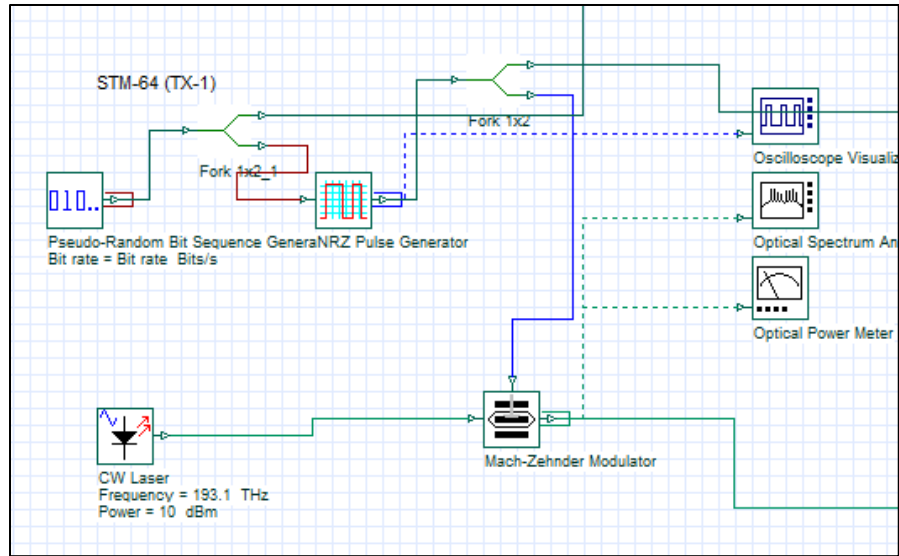 STM-64 (TX-1)
Fork 1x2
Fork 1x2_1
010..
Oscilloscope Visualiz
Pseudo-Random Bit Sequence GeneraNRZ Pulse Generator
Bit rate = Bit rate  Bits/s
Optical Spectrum An
Optical Power Meter
Mach-Zehnder Modulator
CW Laser
Frequency = 193.1  THz
Power = 10  dBm